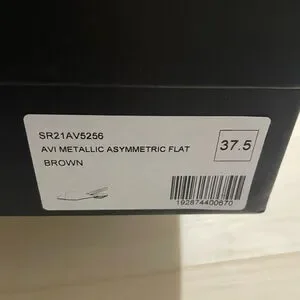 SR21AV5256
AVI METALLIC ASYMMETRIC FLAT
37.5
BROWN
192874400670